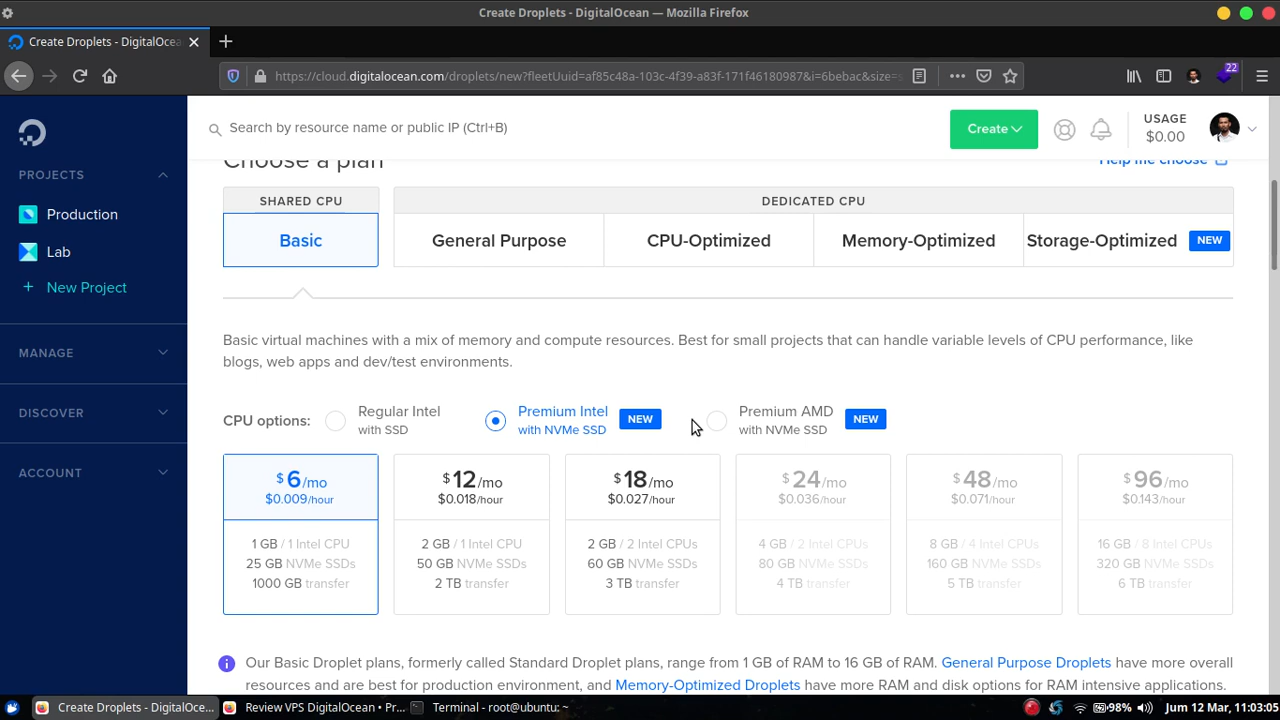 Create Droplets - DigitalOcean — Mozilla Firefox
Create Droplets - DigitalOcea
https://cloud.digitalocean.com/droplets/new?fleetUuid=af85c48a-103c-4f39-a83f-171f46180987&i=6bebac&size=s
22
Search by resource name or public IP (Ctrl+B)
Create
USAGE
$0.00
PROJECTS
Production
Lab
+ New Project
MANAGE
DISCOVER
ACCOUNT
Choose a plan
Help me choose
SHARED CPU
DEDICATED CPU
Basic
General Purpose
CPU-Optimized
Memory-Optimized
Storage-Optimized NEW
Basic virtual machines with a mix of memory and compute resources. Best for small projects that can handle variable levels of CPU performance, like
blogs, web apps and dev/test environments.
CPU options:
Regular Intel
with SSD
Premium Intel
with NVMe SSD
NEW
Premium AMD
with NVMe SSD
NEW
$ 6/mo
$0.009/hour
1 GB / 1 Intel CPU
25 GB NVMe SSDs
1000 GB transfer
$ 12/mo
$0.018/hour
2 GB / 1 Intel CPU
50 GB NVMe SSDs
2 TB transfer
$ 18/mo
$0.027/hour
2 GB / 2 Intel CPUs
60 GB NVMe SSDs
3 TB transfer
$ 24/mo
$0.036/hour
4 GB / 2 Intel CPUs
80 GB NVMe SSDs
4 TB transfer
$ 48/mo
$0.071/hour
8 GB / 4 Intel CPUs
160 GB NVMe SSDs
5 TB transfer
$ 96/mo
$0.143/hour
16 GB / 8 Intel CPUs
320 GB NVMe SSDs
6 TB transfer
Our Basic Droplet plans, formerly called Standard Droplet plans, range from 1 GB of RAM to 16 GB of RAM. General Purpose Droplets have more overall
resources and are best for production environment, and Memory-Optimized Droplets have more RAM and disk options for RAM intensive applications.
Create Droplets - DigitalOce...
Review VPS DigitalOcean • Pr...
Terminal - root@ubuntu: ~
98%
Jum 12 Mar, 11:03:05